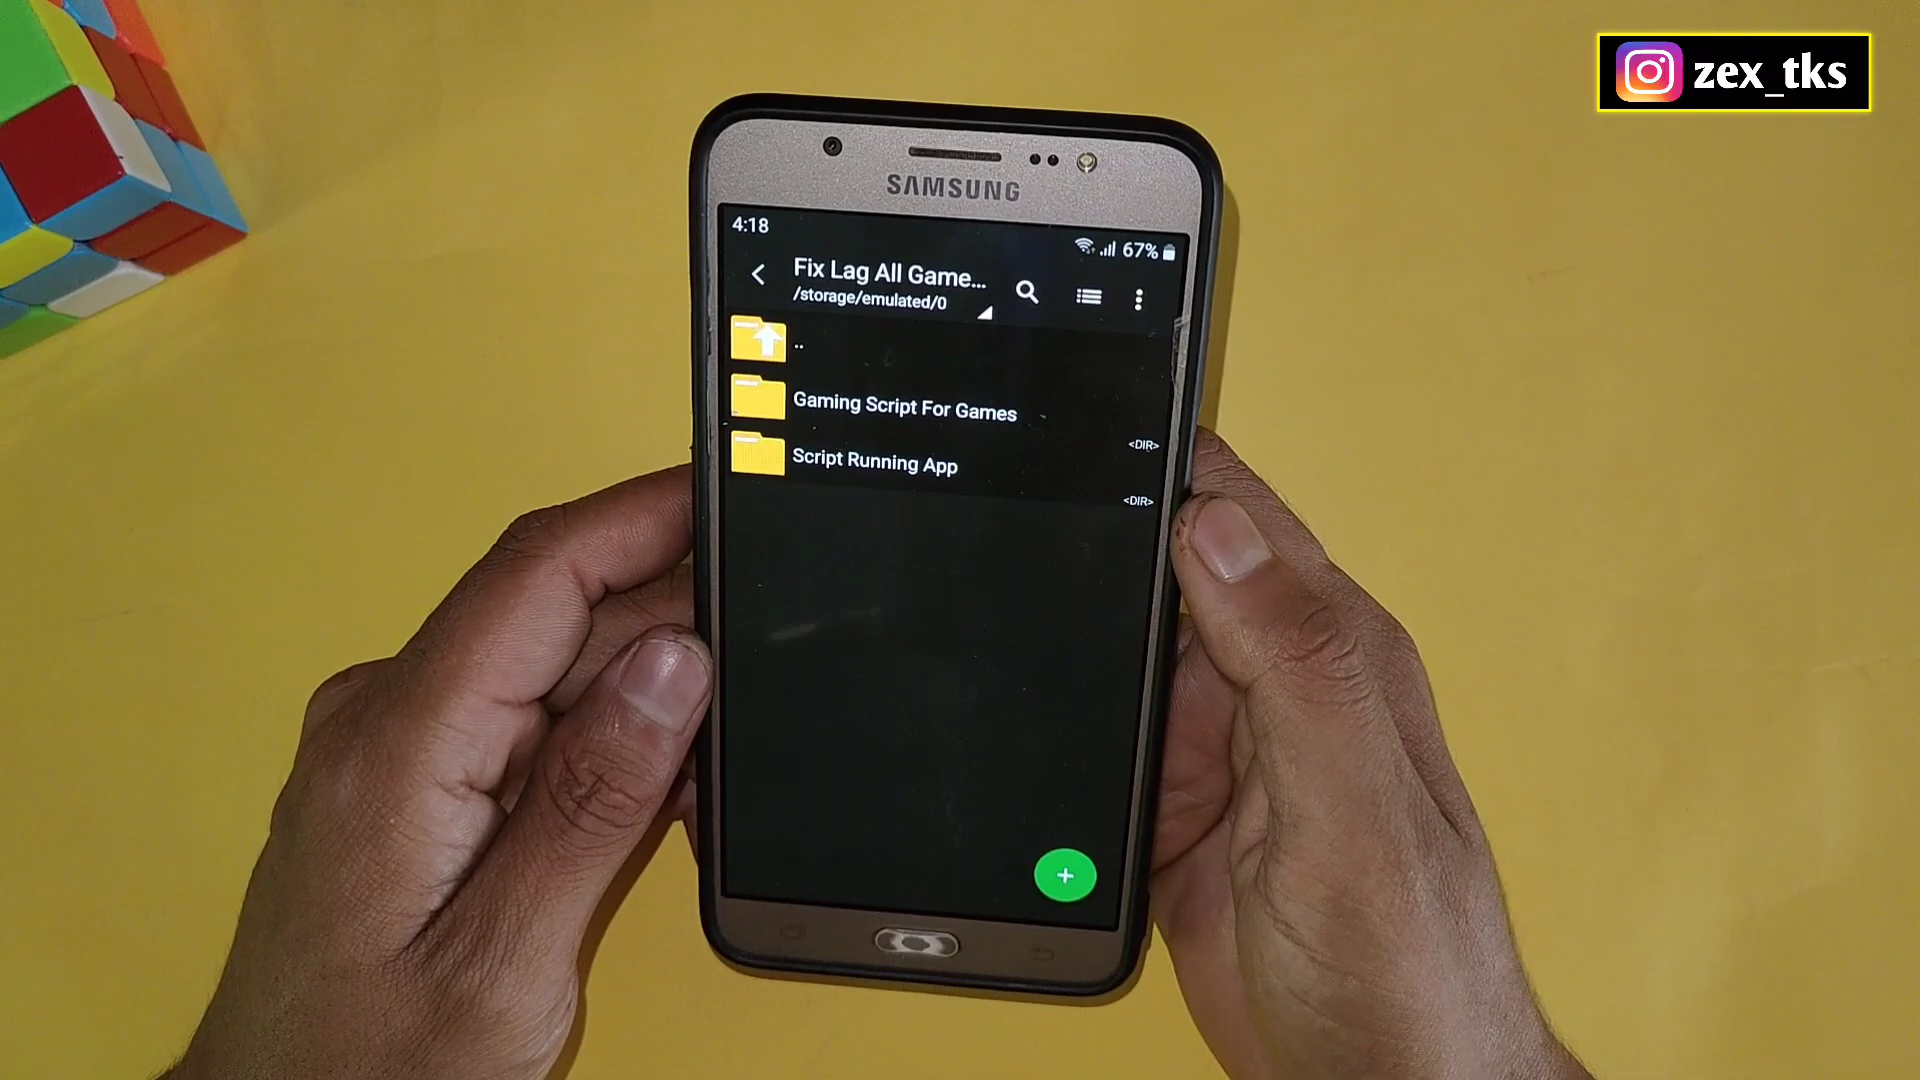 zex_tks
SAMSUNG
4:18
67%
Fix Lag All Game...
/storage/emulated/0
..
Gaming Script For Games
<DIR>
Script Running App
<DIR>
+